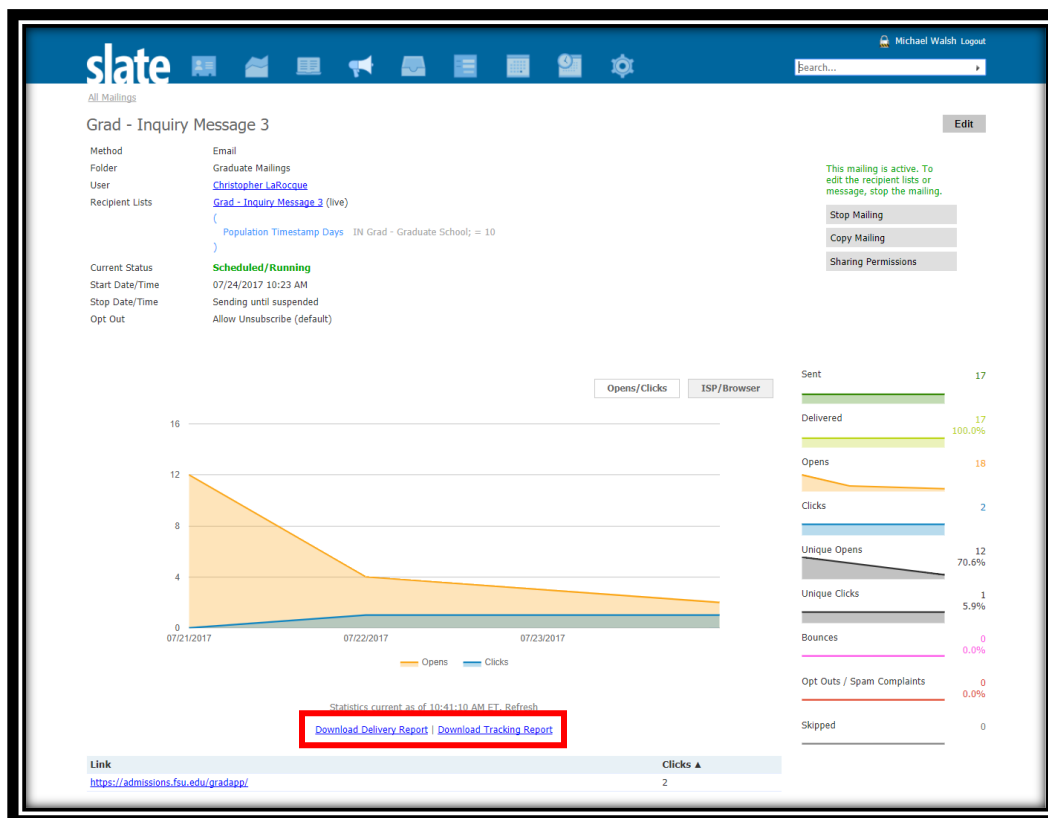 slate
Michael Walsh Logout
Search...
All Mailings
Grad - Inquiry Message 3
Edit
Method Email
Folder Graduate Mailings
User Christopher LaRocque
Recipient Lists Grad - Inquiry Message 3 (live)
(
Population Timestamp Days IN Grad - Graduate School; = 10
)
Current Status Scheduled/Running
Start Date/Time 07/24/2017 10:23 AM
Stop Date/Time Sending until suspended
Opt Out Allow Unsubscribe (default)
This mailing is active. To
edit the recipient lists or
message, stop the mailing.
Stop Mailing
Copy Mailing
Sharing Permissions
Opens/Clicks ISP/Browser
16
12
8
4
0
07/21/2017 07/22/2017 07/23/2017
Opens Clicks
Sent 17
Delivered 17
100.0%
Opens 18
Clicks 2
Unique Opens 12
70.6%
Unique Clicks 1
5.9%
Bounces 0
0.0%
Opt Outs / Spam Complaints 0
0.0%
Skipped 0
Statistics current as of 10:41:10 AM ET. Refresh
Download Delivery Report | Download Tracking Report
Link Clicks ▲
https://admissions.fsu.edu/gradapp/ 2